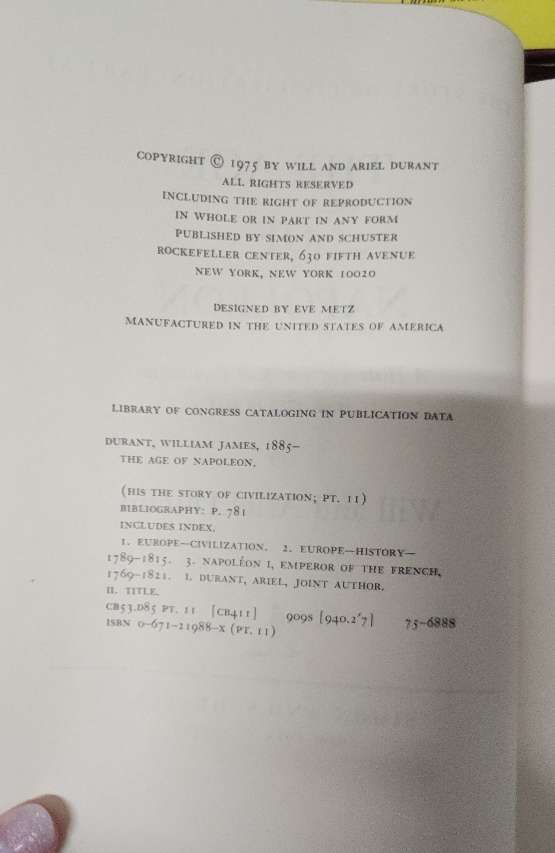 COPYRIGHT © 1975 BY WILL AND ARIEL DURANT
ALL RIGHTS RESERVED
INCLUDING THE RIGHT OF REPRODUCTION
IN WHOLE OR IN PART IN ANY FORM
PUBLISHED BY SIMON AND SCHUSTER
ROCKEFELLER CENTER, 630 FIFTH AVENUE
NEW YORK, NEW YORK 10020
DESIGNED BY EVE METZ
MANUFACTURED IN THE UNITED STATES OF AMERICA
LIBRARY OF CONGRESS CATALOGING IN PUBLICATION DATA
DURANT, WILLIAM JAMES, 1885–
THE AGE OF NAPOLEON.
(HIS THE STORY OF CIVILIZATION; PT. 11)
BIBLIOGRAPHY: P. 781
INCLUDES INDEX.
1. EUROPE—CIVILIZATION. 2. EUROPE—HISTORY—
1789–1815. 3. NAPOLÉON I, EMPEROR OF THE FRENCH,
1769–1821. I. DURANT, ARIEL, JOINT AUTHOR.
II. TITLE.
CB53.D85 PT. 11 [CB411] 909S [940.2'7] 75–6888
ISBN 0–671–21988–X (PT. 11)